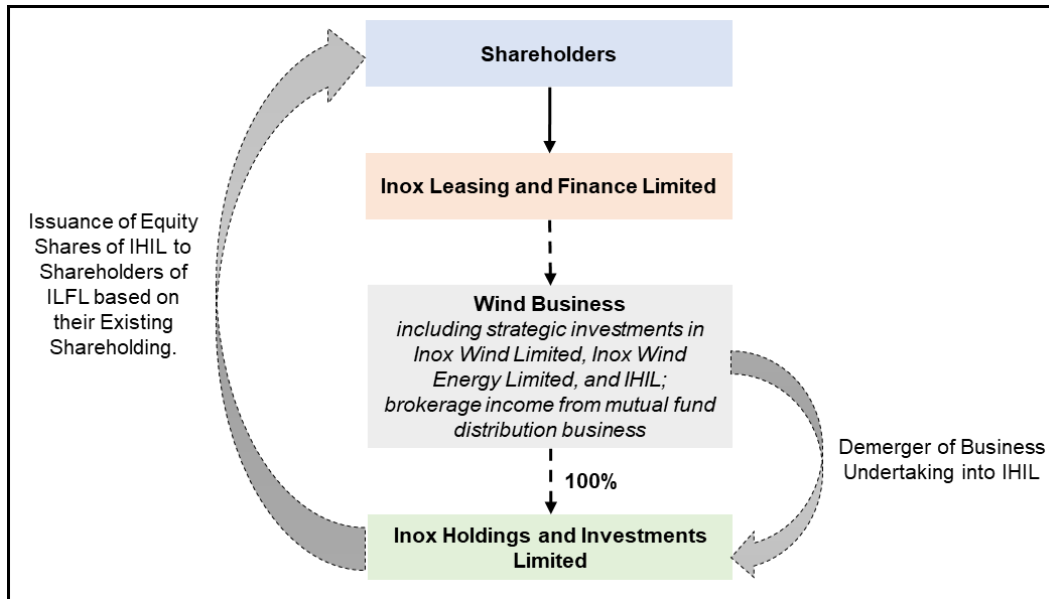 Shareholders
Inox Leasing and Finance Limited
Issuance of Equity
Shares of IHIL to
Shareholders of
ILFL based on
their Existing
Shareholding.
Wind Business
including strategic investments in
Inox Wind Limited, Inox Wind
Energy Limited, and IHIL;
brokerage income from mutual fund
distribution business
Demerger of Business
Undertaking into IHIL
100%
Inox Holdings and Investments
Limited